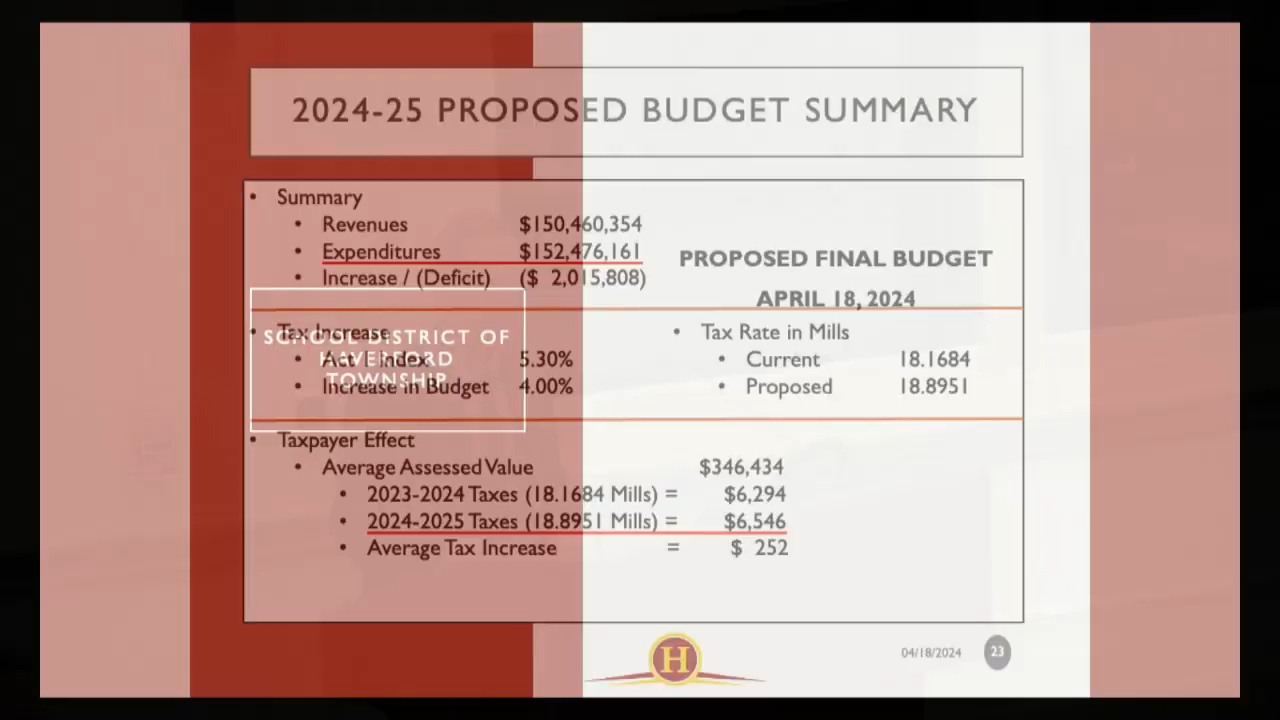 2024-25 PROPOSED BUDGET SUMMARY
• Summary
• Revenues $150,460,354
• Expenditures $152,476,161
• Increase / (Deficit) ($ 2,015,808)
PROPOSED FINAL BUDGET
APRIL 18, 2024
• Tax Increase
• Act 1 Index 5.30%
• Increase in Budget 4.00%
SCHOOL DISTRICT OF
HAVERFORD
TOWNSHIP
• Tax Rate in Mills
• Current 18.1684
• Proposed 18.8951
• Taxpayer Effect
• Average Assessed Value $346,434
• 2023-2024 Taxes (18.1684 Mills) = $6,294
• 2024-2025 Taxes (18.8951 Mills) = $6,546
• Average Tax Increase = $ 252
H
04/18/2024 23